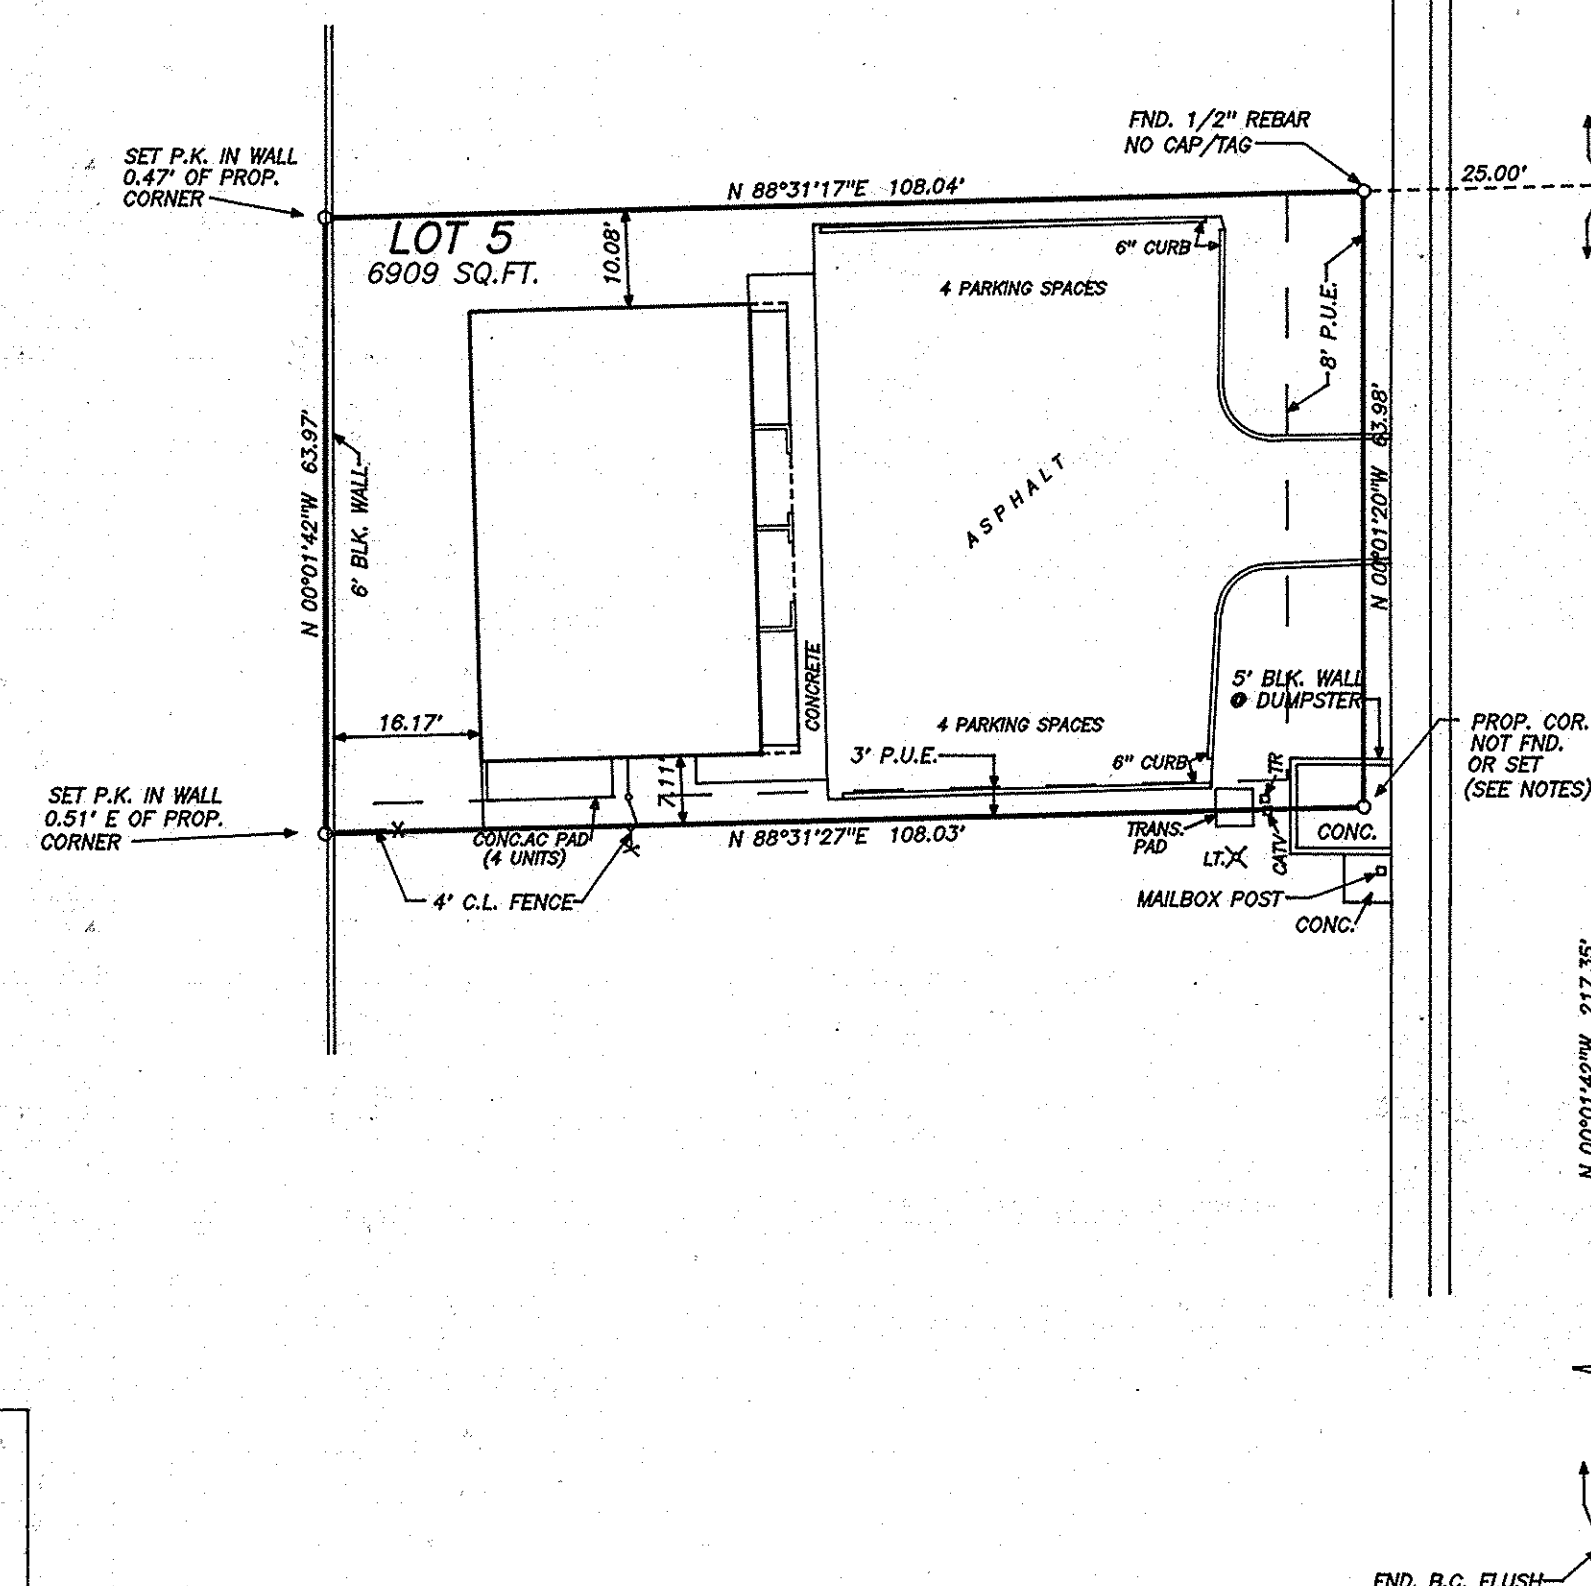 FND. 1/2" REBAR
NO CAP/TAG
25.00'
SET P.K. IN WALL
0.47' OF PROP.
CORNER
N 88°31'17"E 108.04'
LOT 5
6909 SQ.FT.
10.08'
6" CURB
4 PARKING SPACES
8' P.U.E.
N 00°01'42"W 63.97'
6' BLK. WALL
ASPHALT
N 00°01'20"W 63.98'
CONCRETE
5' BLK. WALL
@ DUMPSTER
16.17'
4 PARKING SPACES
3' P.U.E.
6" CURB
TR
PROP. COR.
NOT FND.
OR SET
(SEE NOTES)
7.11'
SET P.K. IN WALL
0.51' E OF PROP.
CORNER
CONC.AC PAD
(4 UNITS)
N 88°31'27"E 108.03'
TRANS.
PAD
CONC.
LT.
CATV
4' C.L. FENCE
MAILBOX POST
CONC.
N 00°01'42"W 217.35'
FND. B.C. FLUSH